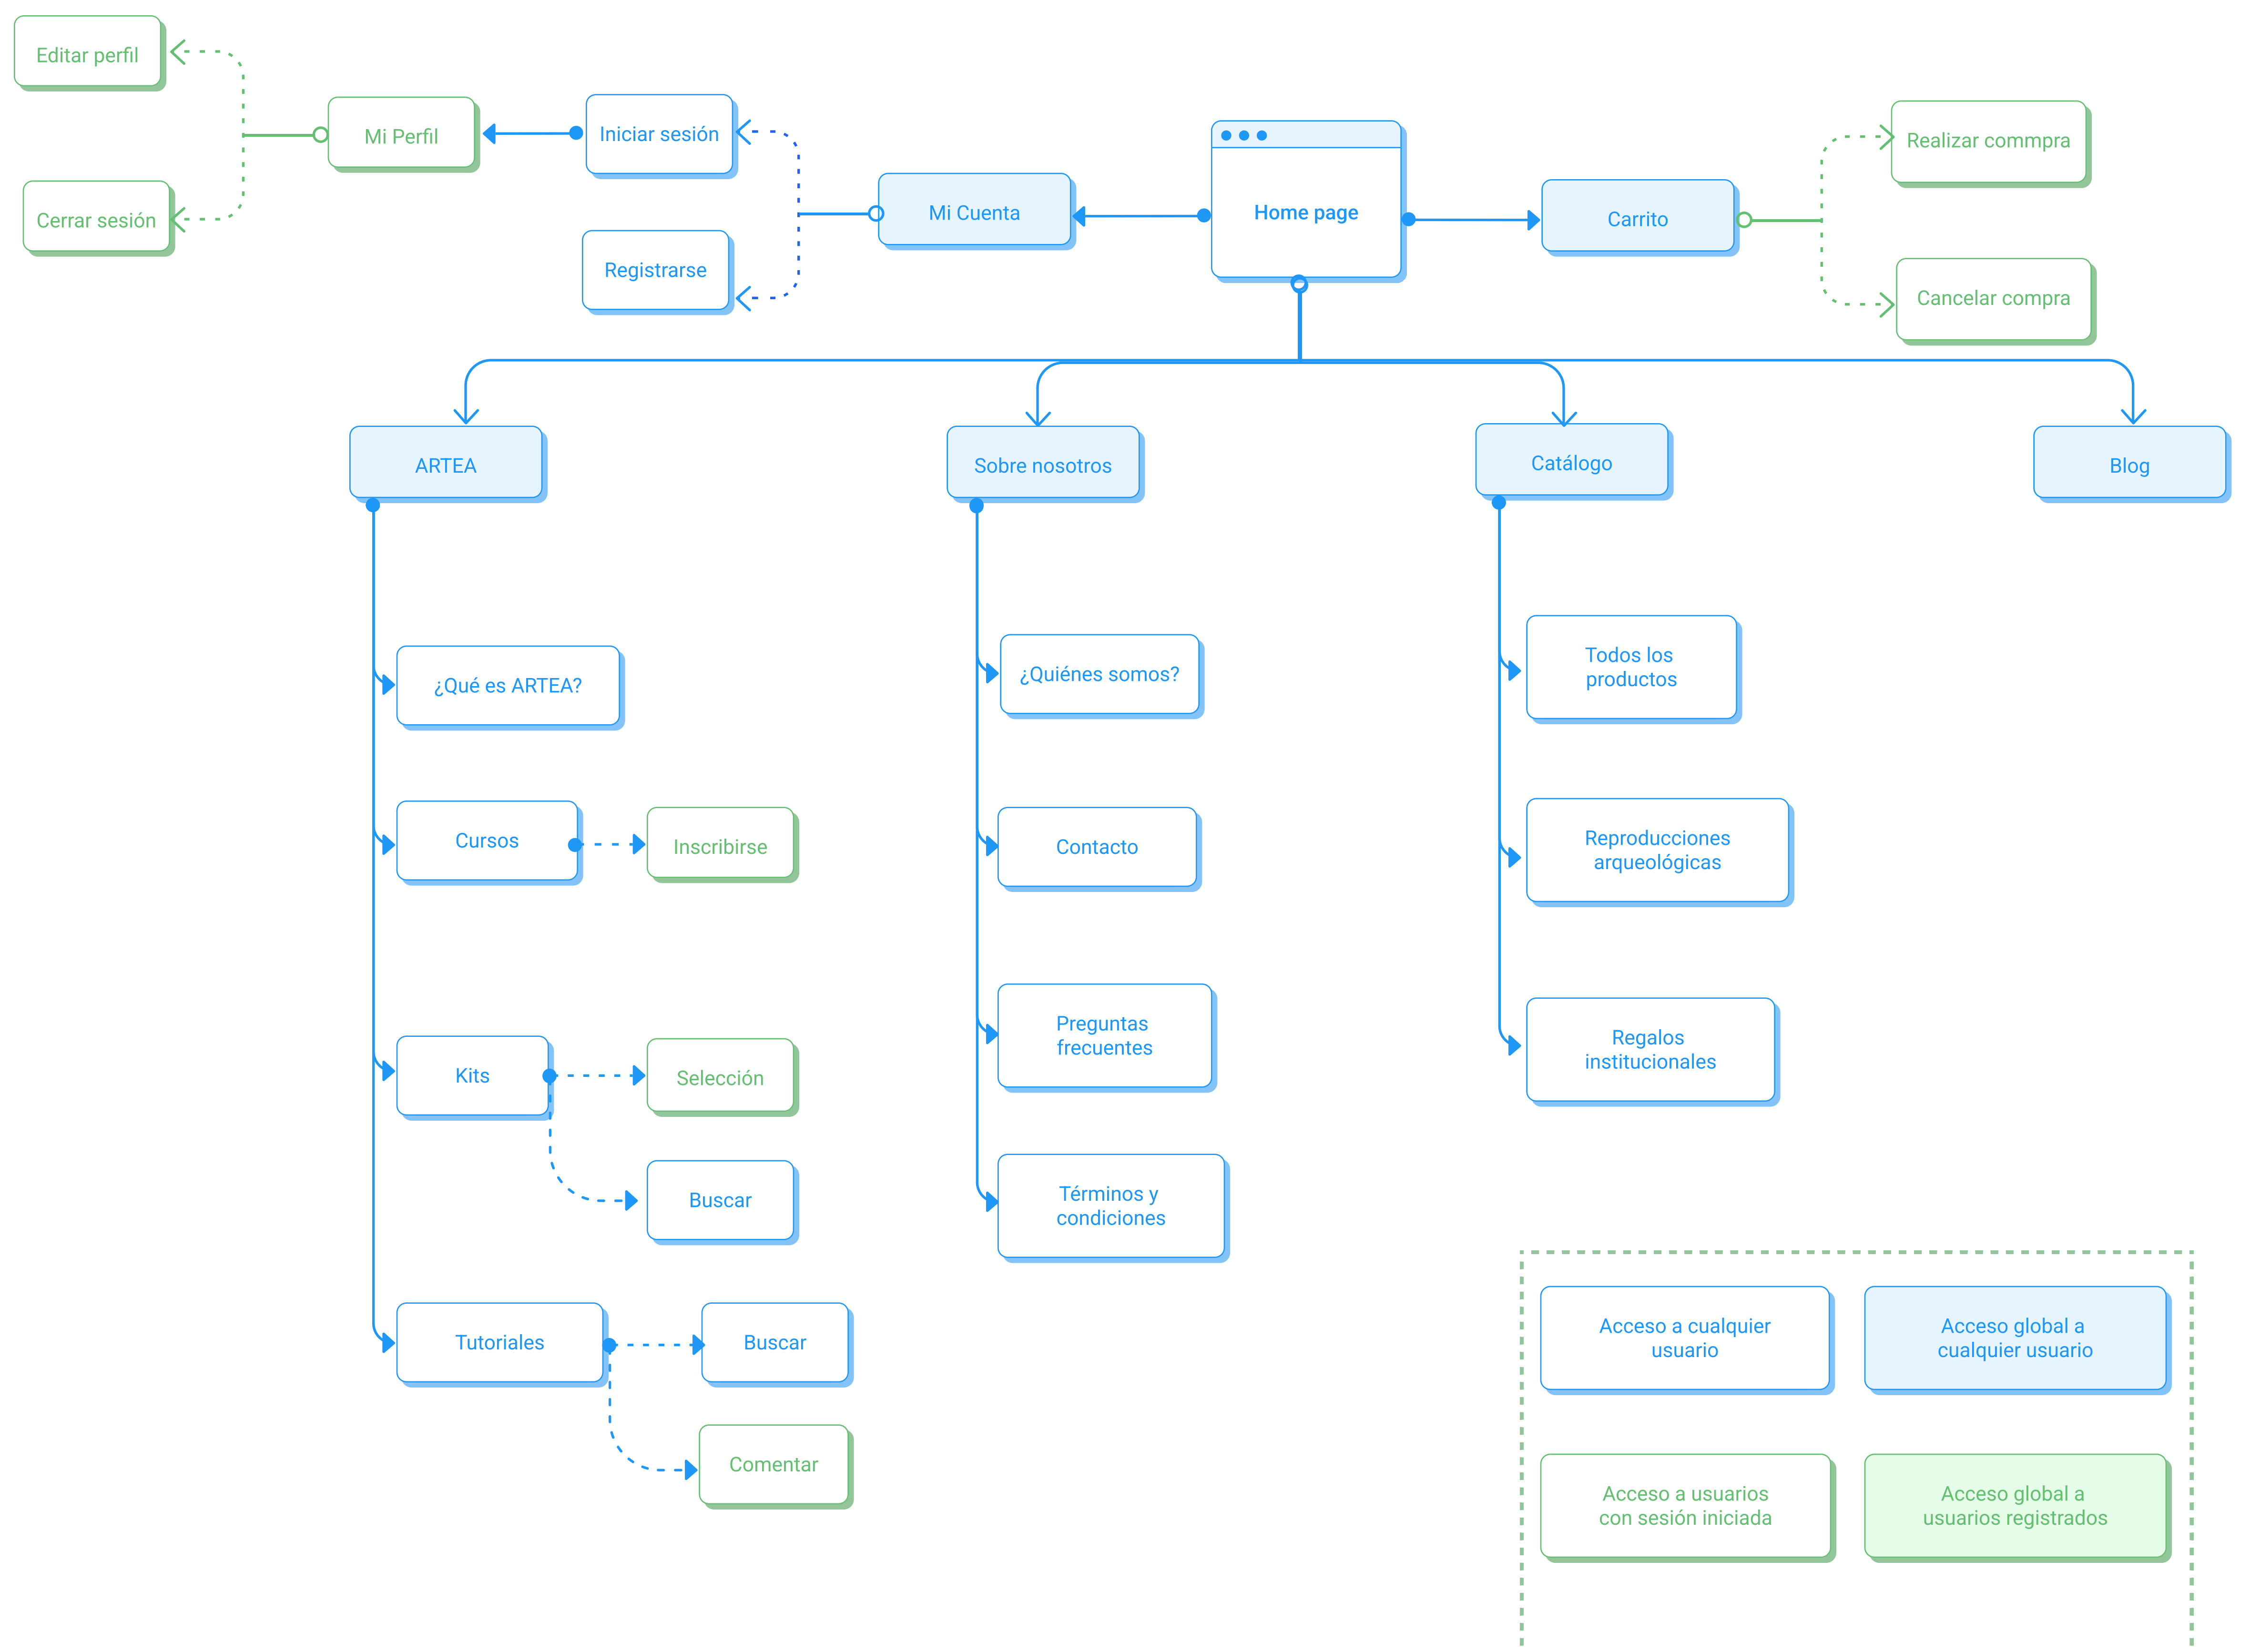 Editar perfil
Mi Perfil
Cerrar sesión
Iniciar sesión
Registrarse
Mi Cuenta
Home page
Carrito
Realizar commpra
Cancelar compra
ARTEA
Sobre nosotros
Catálogo
Blog
¿Qué es ARTEA?
Cursos
Inscribirse
Kits
Selección
Buscar
Tutoriales
Buscar
Comentar
¿Quiénes somos?
Contacto
Preguntas
frecuentes
Términos y
condiciones
Todos los
productos
Reproducciones
arqueológicas
Regalos
institucionales
Acceso a cualquier
usuario
Acceso global a
cualquier usuario
Acceso a usuarios
con sesión iniciada
Acceso global a
usuarios registrados